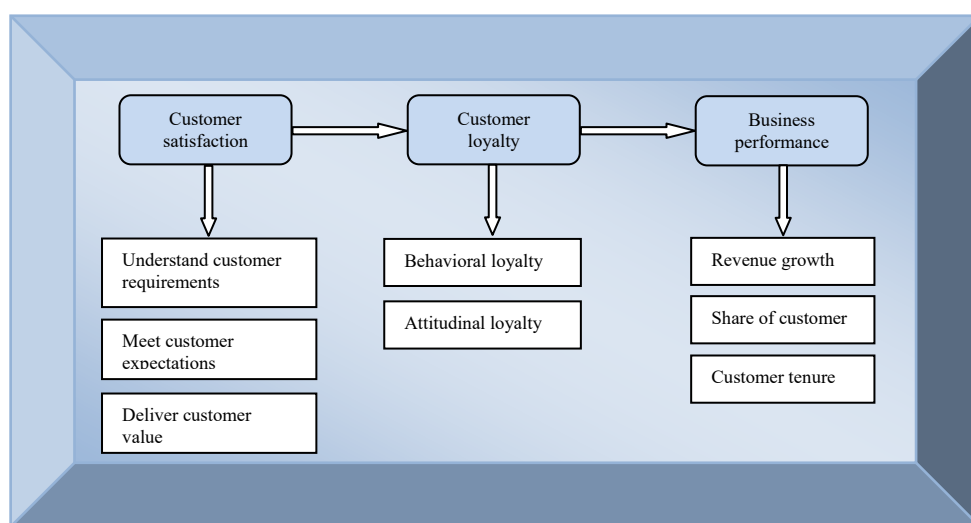 Customer
satisfaction
Customer
loyalty
Business
performance
Understand customer
requirements
Meet customer
expectations
Deliver customer
value
Behavioral loyalty
Attitudinal loyalty
Revenue growth
Share of customer
Customer tenure